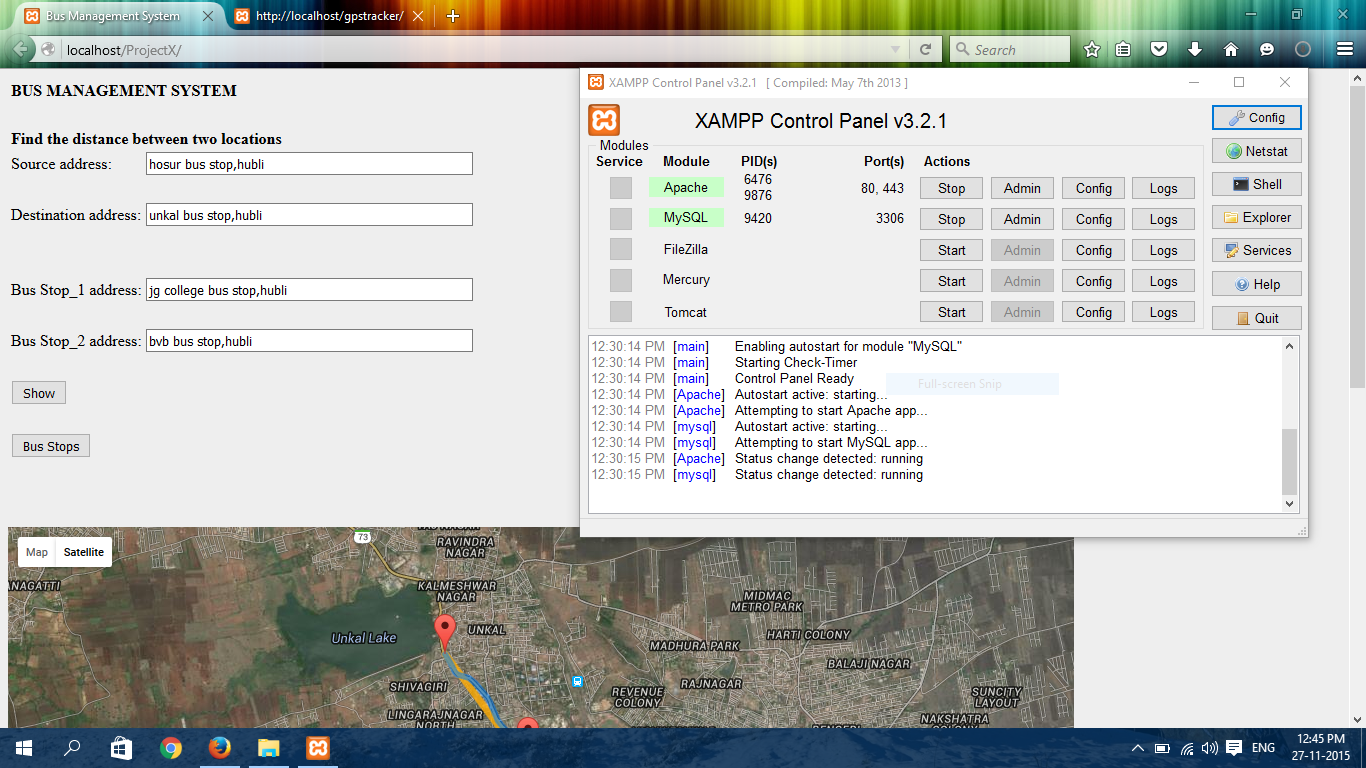 Bus Management System
http://localhost/gpstracker/
localhost/ProjectX/
Search
BUS MANAGEMENT SYSTEM
Find the distance between two locations
Source address: hosur bus stop,hubli
Destination address: unkal bus stop,hubli
Bus Stop_1 address: jg college bus stop,hubli
Bus Stop_2 address: bvb bus stop,hubli
Show
Bus Stops
XAMPP Control Panel v3.2.1 [ Compiled: May 7th 2013 ]
XAMPP Control Panel v3.2.1
Modules
Service Module PID(s) Port(s) Actions
Apache 6476 9876 80, 443 Stop Admin Config Logs
MySQL 9420 3306 Stop Admin Config Logs
FileZilla Start Admin Config Logs
Mercury Start Admin Config Logs
Tomcat Start Admin Config Logs
Config
Netstat
Shell
Explorer
Services
Help
Quit
12:30:14 PM [main] Enabling autostart for module "MySQL"
12:30:14 PM [main] Starting Check-Timer
12:30:14 PM [main] Control Panel Ready
Full-screen Snip
12:30:14 PM [Apache] Autostart active: starting...
12:30:14 PM [Apache] Attempting to start Apache app...
12:30:14 PM [mysql] Autostart active: starting...
12:30:14 PM [mysql] Attempting to start MySQL app...
12:30:15 PM [Apache] Status change detected: running
12:30:15 PM [mysql] Status change detected: running
Map Satellite
73
RAVINDRA
NAGAR
ANAGATTI
KALMESHWAR
NAGAR
MIDMAC
METRO PARK
Unkal Lake
UNKAL
HARTI COLONY
MADHURA PARK
BALAJI NAGAR
SHIVAGIRI
REVENUE
COLONY
RAJNAGAR
SUNCITY
LAYOUT
LINGARAJNAGAR
NORTH
NAKSHATRA
COLONY
ENG
12:45 PM
27-11-2015